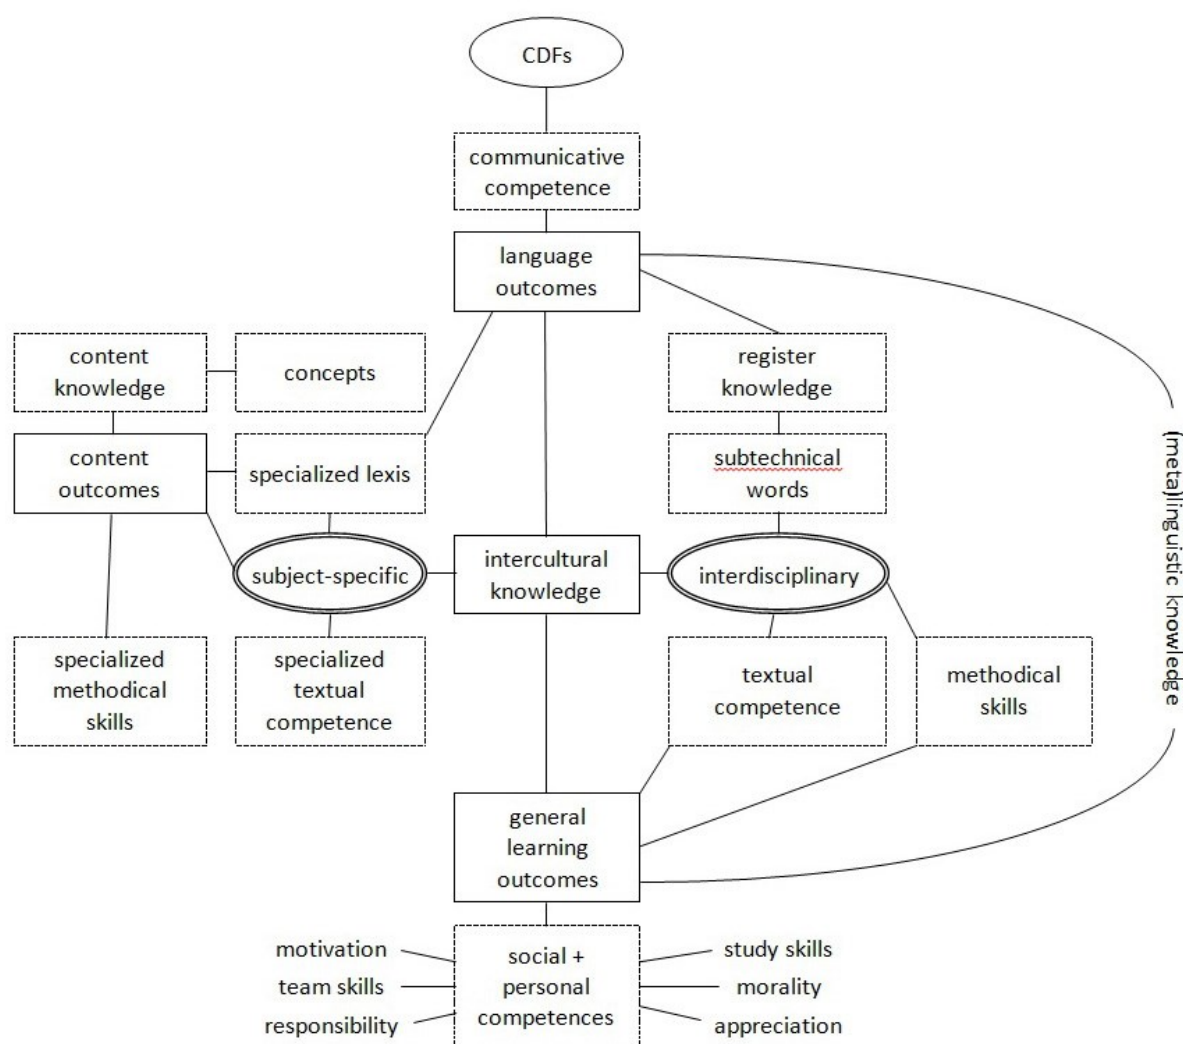 CDFs
communicative
competence
language
outcomes
content
knowledge
concepts
register
knowledge
content
outcomes
specialized lexis
subtechnical
words
(meta)linguistic knowledge
subject-specific
intercultural
knowledge
interdisciplinary
specialized
methodical
skills
specialized
textual
competence
textual
competence
methodical
skills
general
learning
outcomes
motivation
team skills
responsibility
social +
personal
competences
study skills
morality
appreciation